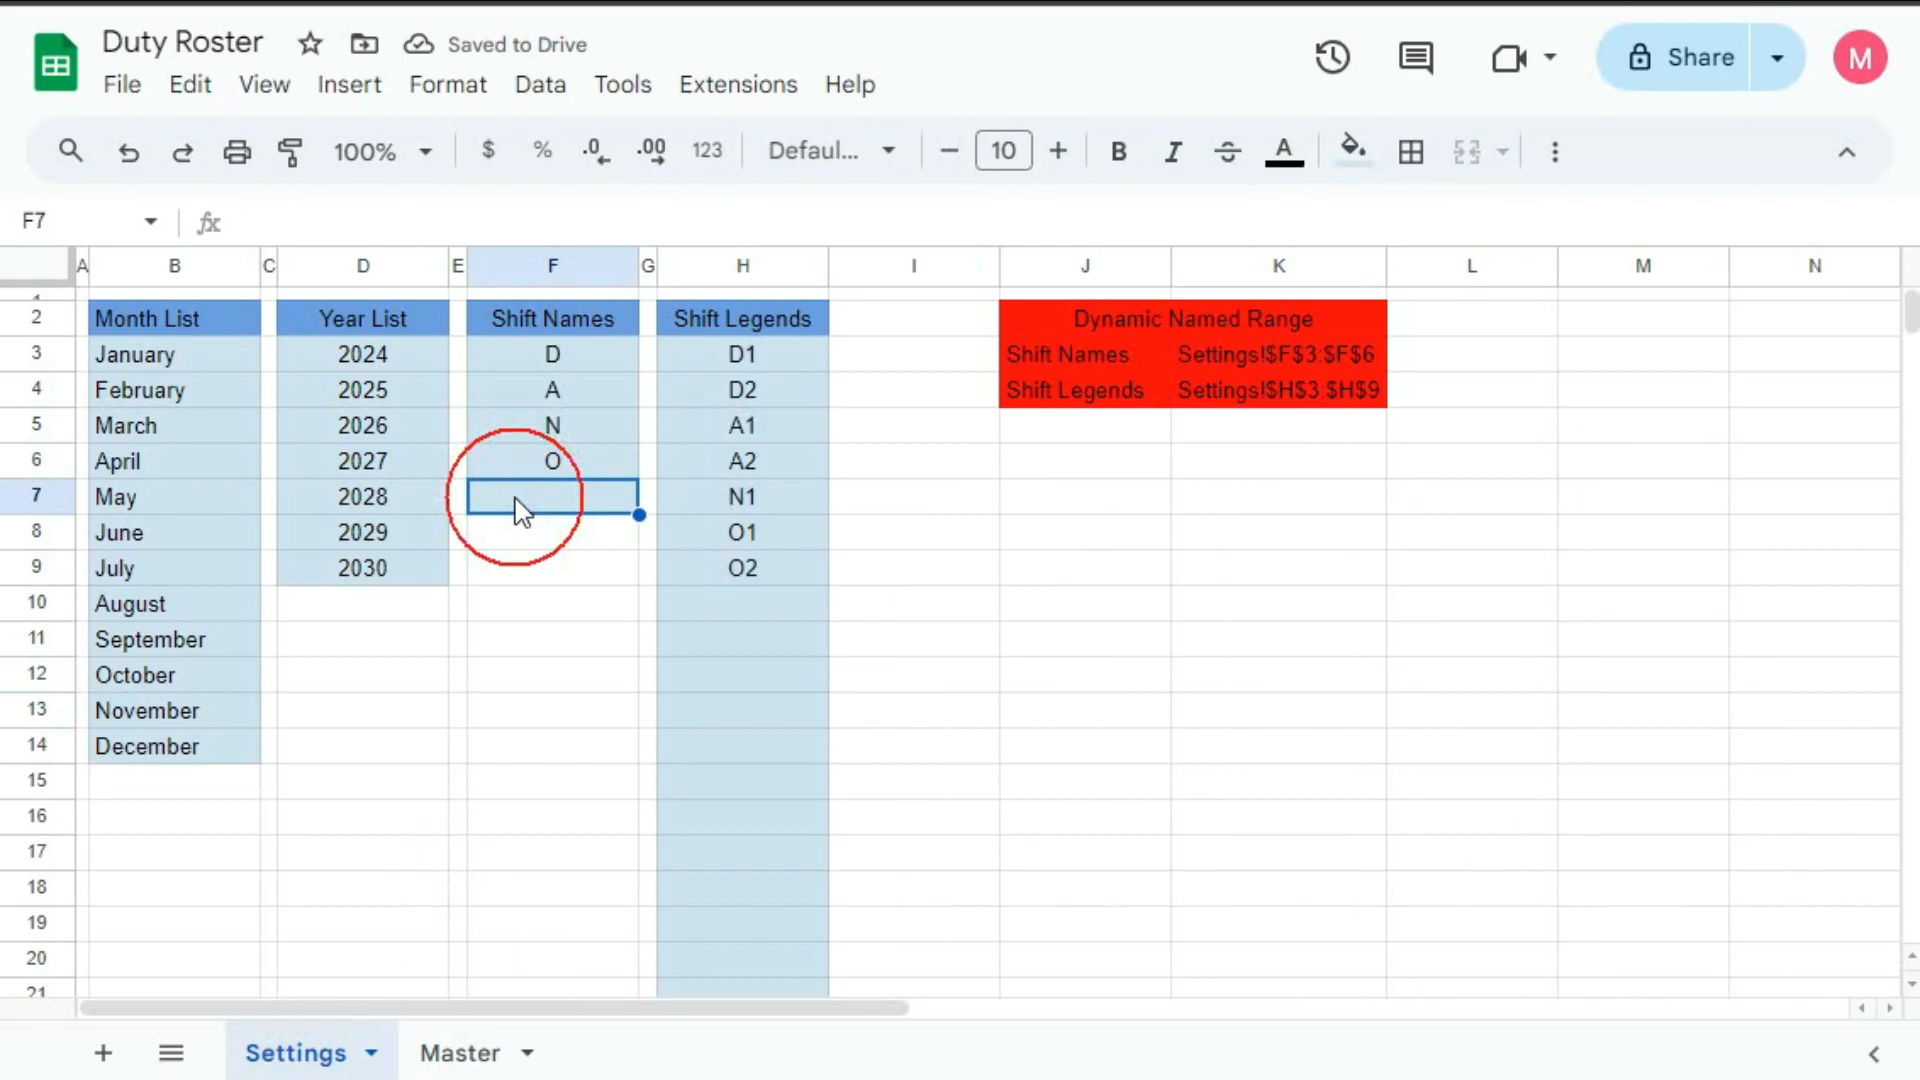 Duty Roster Saved to Drive
File Edit View Insert Format Data Tools Extensions Help
Share
M
100% $ % .0 .00 123 Defaul... 10 B I A
F7 fx
A B C D E F G H I J K L M N
2 Month List Year List Shift Names Shift Legends Dynamic Named Range
3 January 2024 D D1 Shift Names Settings!$F$3:$F$6
4 February 2025 A D2 Shift Legends Settings!$H$3:$H$9
5 March 2026 N A1
6 April 2027 O A2
7 May 2028 N1
8 June 2029 O1
9 July 2030 O2
10 August
11 September
12 October
13 November
14 December
15
16
17
18
19
20
21
Settings Master